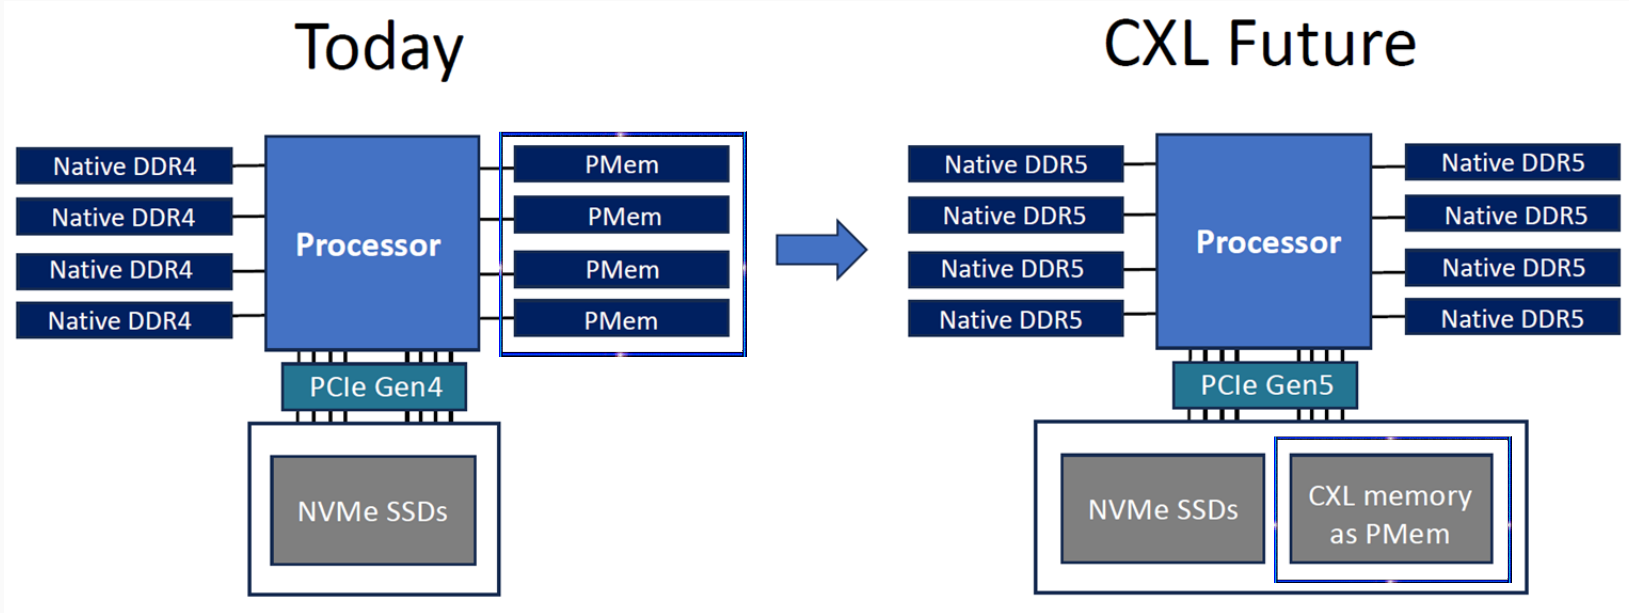 Today
Native DDR4
Native DDR4
Native DDR4
Native DDR4
Processor
PMem
PMem
PMem
PMem
PCIe Gen4
NVMe SSDs
CXL Future
Native DDR5
Native DDR5
Native DDR5
Native DDR5
Processor
Native DDR5
Native DDR5
Native DDR5
Native DDR5
PCIe Gen5
NVMe SSDs
CXL memory
as PMem